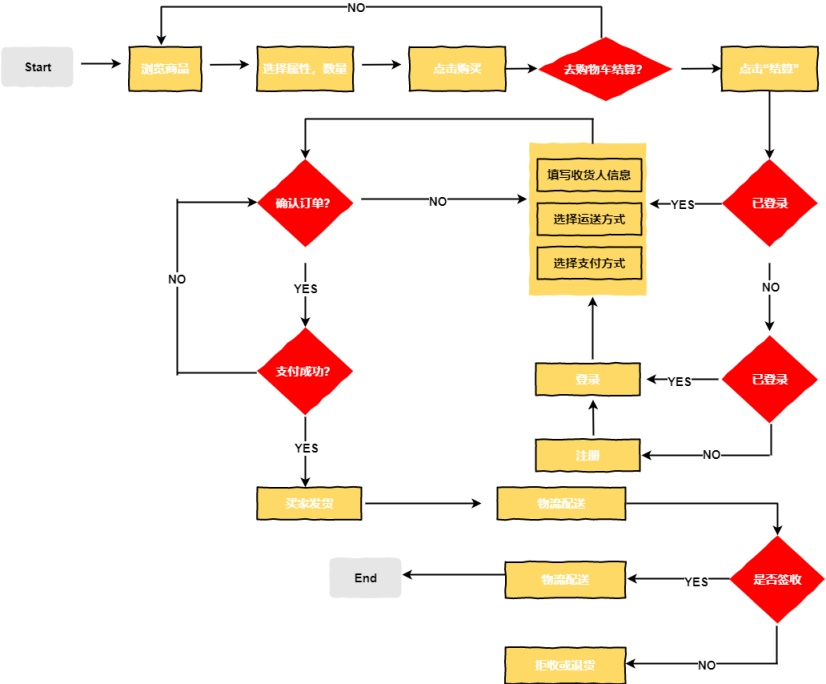 NO
Start
浏览商品
选择属性，数量
点击购买
去购物车结算?
点击“结算”
填写收货人信息
选择运送方式
选择支付方式
确认订单?
NO
YES
已登录
NO
YES
NO
支付成功?
登录
YES
已登录
YES
注册
NO
买家发货
物流配送
End
物流配送
YES
是否签收
拒收或退货
NO